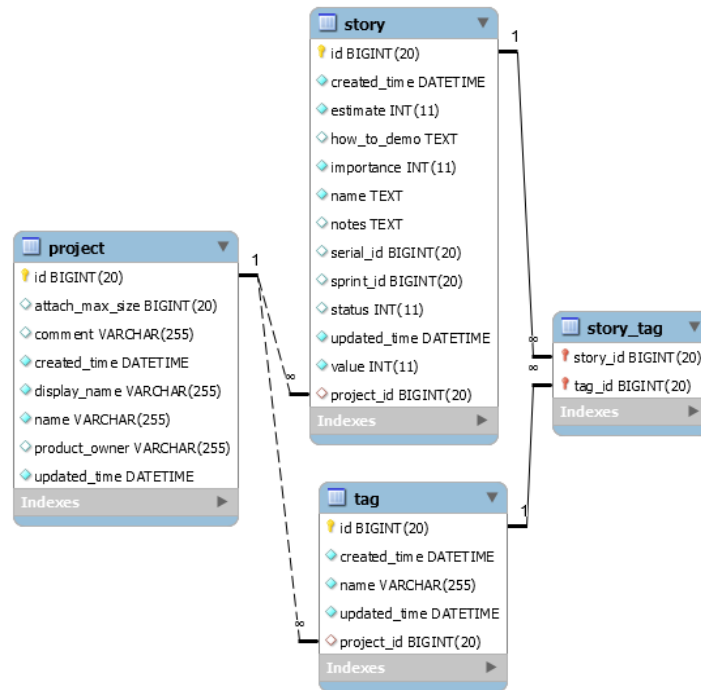 story
id BIGINT(20)
created_time DATETIME
estimate INT(11)
how_to_demo TEXT
importance INT(11)
name TEXT
notes TEXT
serial_id BIGINT(20)
sprint_id BIGINT(20)
status INT(11)
updated_time DATETIME
value INT(11)
project_id BIGINT(20)
Indexes
1
∞
project
id BIGINT(20)
attach_max_size BIGINT(20)
comment VARCHAR(255)
created_time DATETIME
display_name VARCHAR(255)
name VARCHAR(255)
product_owner VARCHAR(255)
updated_time DATETIME
Indexes
1
∞
story_tag
story_id BIGINT(20)
tag_id BIGINT(20)
Indexes
∞
∞
tag
id BIGINT(20)
created_time DATETIME
name VARCHAR(255)
updated_time DATETIME
project_id BIGINT(20)
Indexes
1